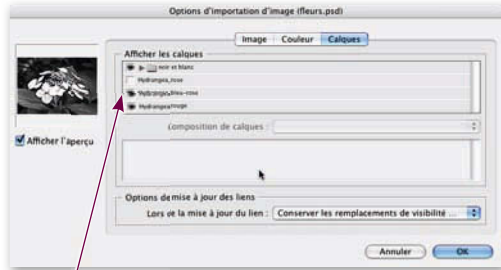 Options d'importation d'image (fleurs.psd)
Image Couleur Calques
Afficher les calques
noir et blanc
Hydrangea_rose
Hydrangea_bleu-rose
Hydrangea rouge
Afficher l'aperçu
Composition de calques :
Options de mise à jour des liens
Lors de la mise à jour du lien : Conserver les remplacements de visibilité ...
Annuler OK